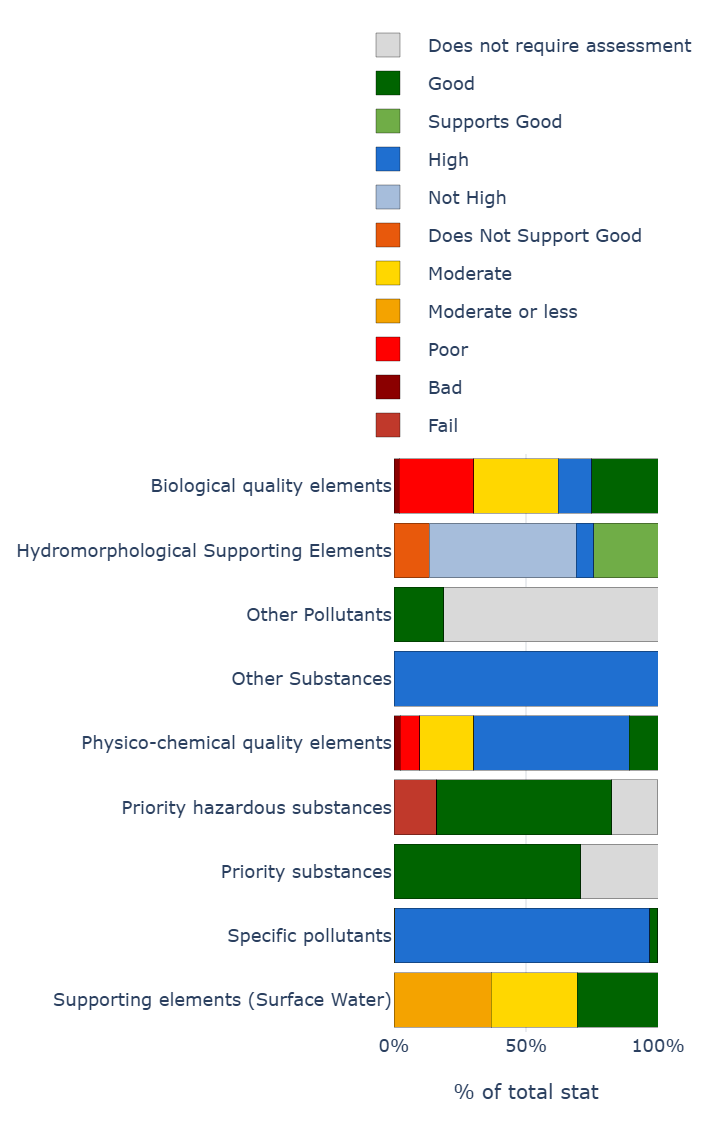 Does not require assessment
Good
Supports Good
High
Not High
Does Not Support Good
Moderate
Moderate or less
Poor
Bad
Fail
Biological quality elements
Hydromorphological Supporting Elements
Other Pollutants
Other Substances
Physico-chemical quality elements
Priority hazardous substances
Priority substances
Specific pollutants
Supporting elements (Surface Water)
0% 50% 100%
% of total stat